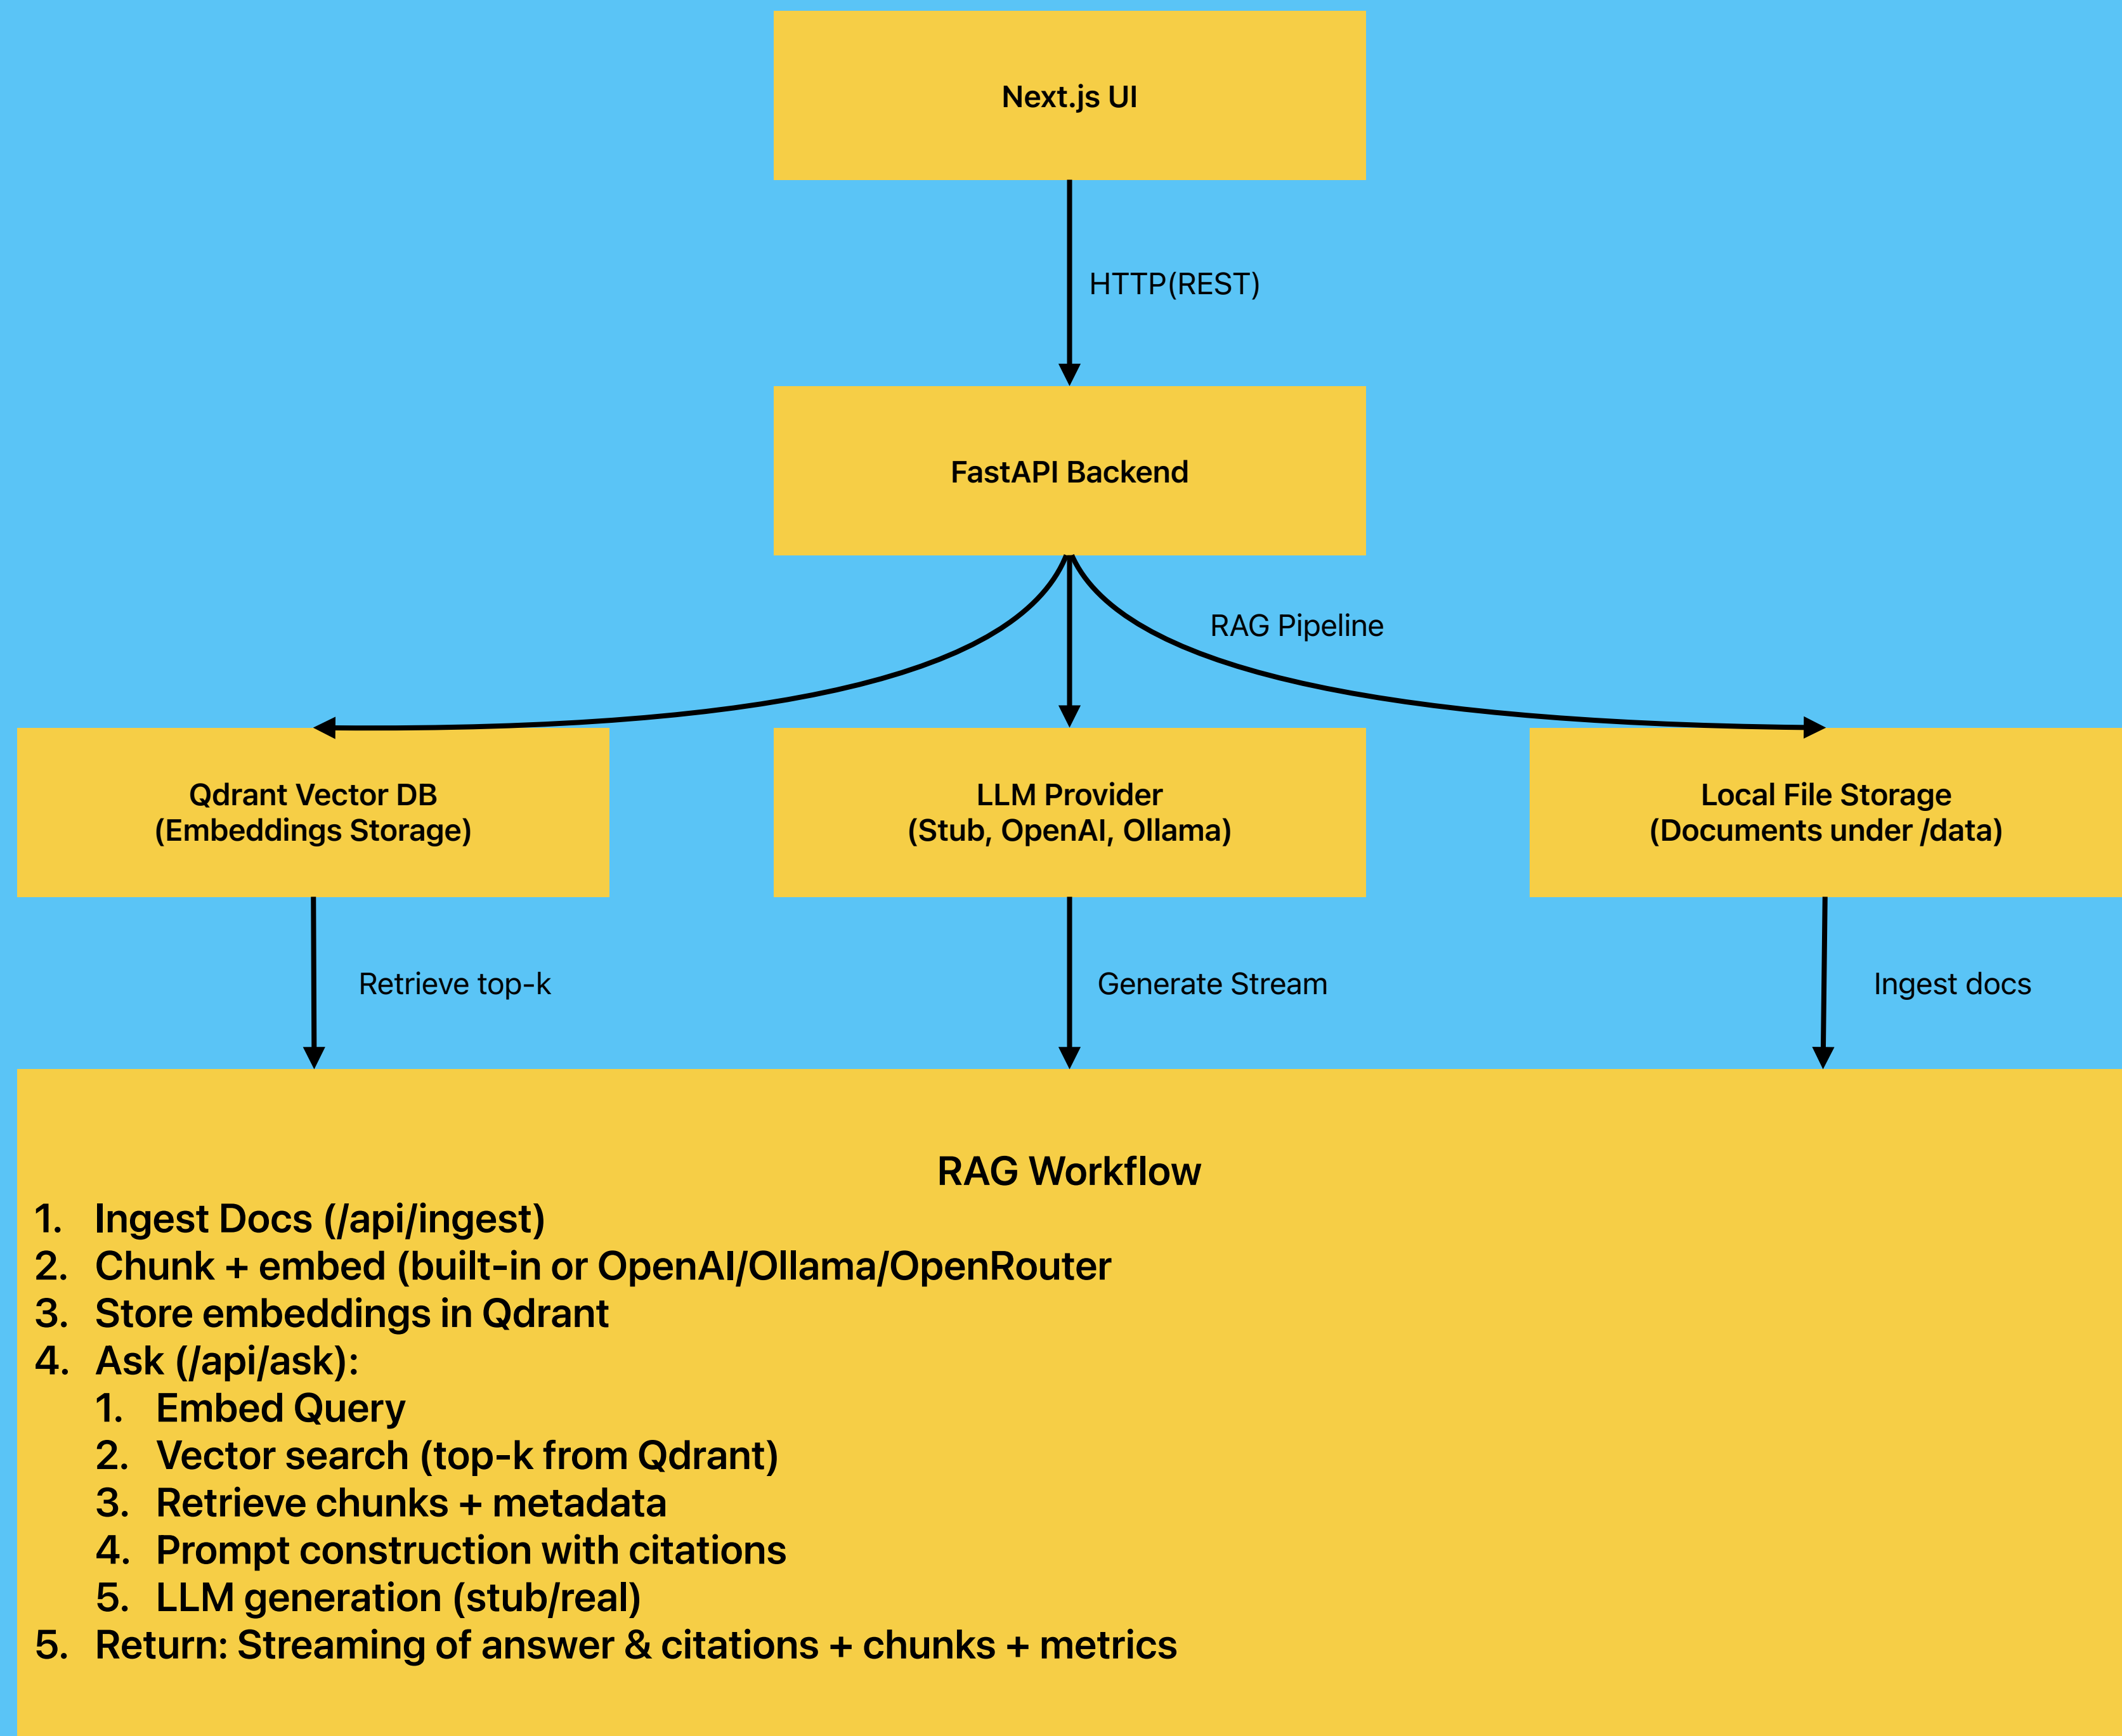 Next.js UI
HTTP(REST)
FastAPI Backend
RAG Pipeline
Qdrant Vector DB
(Embeddings Storage)
LLM Provider
(Stub, OpenAI, Ollama)
Local File Storage
(Documents under /data)
Retrieve top-k
Generate Stream
Ingest docs
RAG Workflow
1. Ingest Docs (/api/ingest)
2. Chunk + embed (built-in or OpenAI/Ollama/OpenRouter
3. Store embeddings in Qdrant
4. Ask (/api/ask):
1. Embed Query
2. Vector search (top-k from Qdrant)
3. Retrieve chunks + metadata
4. Prompt construction with citations
5. LLM generation (stub/real)
5. Return: Streaming of answer & citations + chunks + metrics